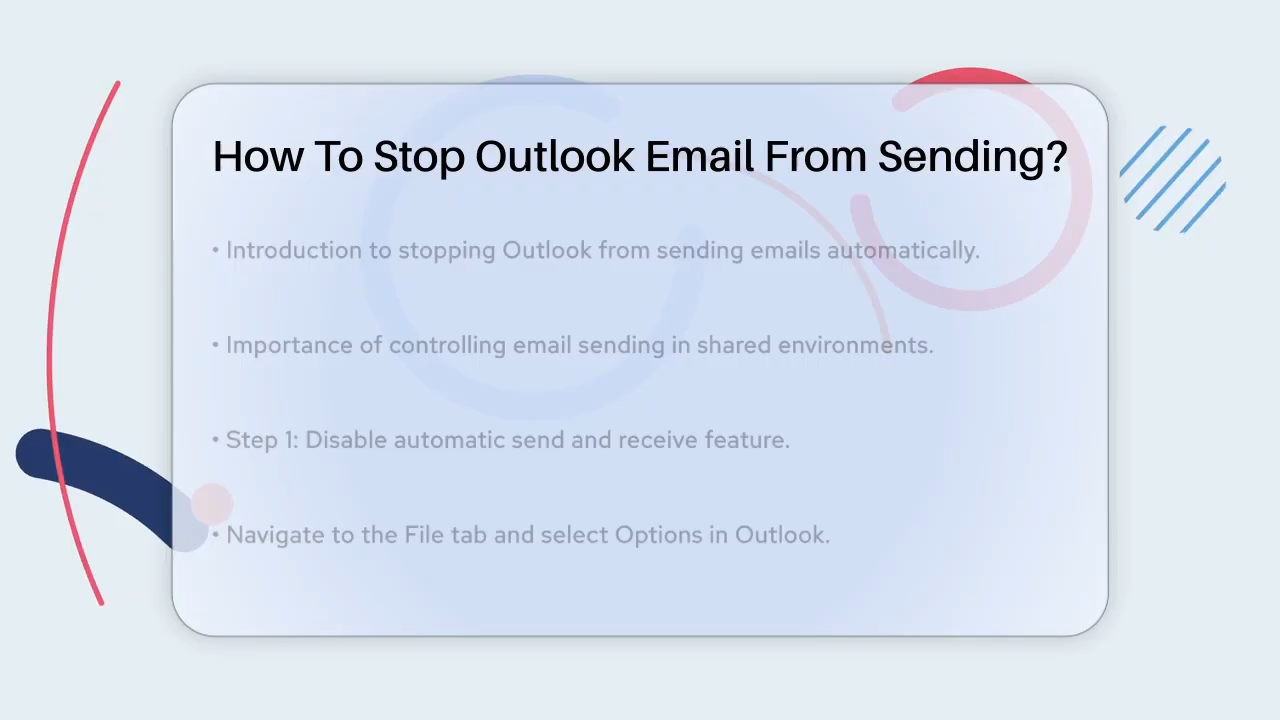 How To Stop Outlook Email From Sending?
• Introduction to stopping Outlook from sending emails automatically.
• Importance of controlling email sending in shared environments.
• Step 1: Disable automatic send and receive feature.
• Navigate to the File tab and select Options in Outlook.